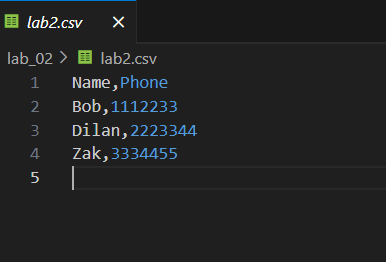 lab2.csv
lab_02 > lab2.csv
1 Name,Phone
2 Bob,1112233
3 Dilan,2223344
4 Zak,3334455
5